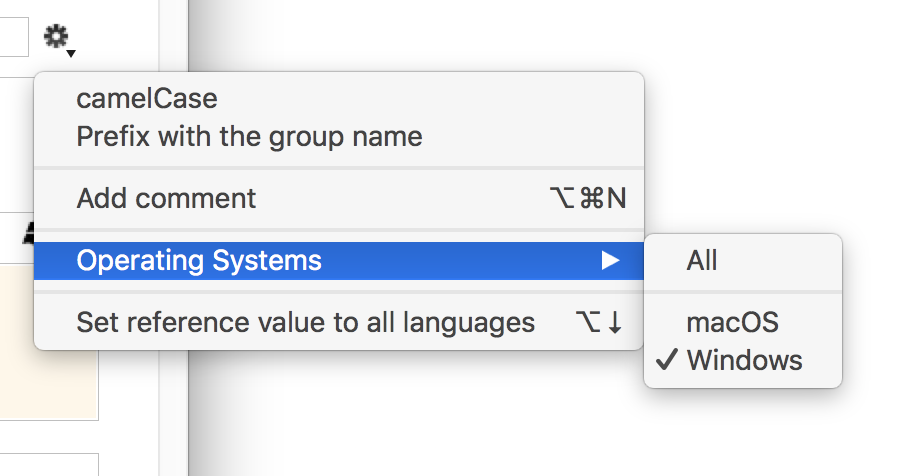 camelCase
Prefix with the group name
Add comment ⌥⌘N
Operating Systems ▶
All
Set reference value to all languages ⌥↓
macOS
✓ Windows